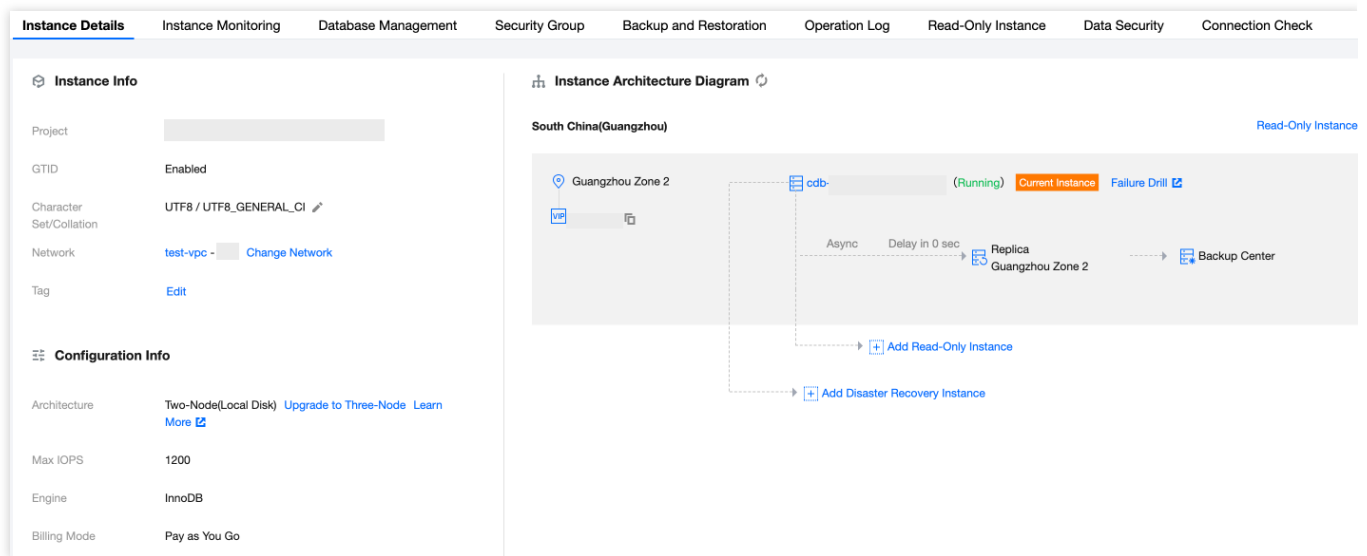 Instance Details Instance Monitoring Database Management Security Group Backup and Restoration Operation Log Read-Only Instance Data Security Connection Check
Instance Info
Project
GTID Enabled
Character Set/Collation UTF8 / UTF8_GENERAL_CI
Network test-vpc - Change Network
Tag Edit
Configuration Info
Architecture Two-Node(Local Disk) Upgrade to Three-Node Learn
More
Max IOPS 1200
Engine InnoDB
Billing Mode Pay as You Go
Instance Architecture Diagram
South China(Guangzhou) Read-Only Instance
Guangzhou Zone 2 cdb- (Running) Current Instance Failure Drill
VIP
Async Delay in 0 sec
Replica
Guangzhou Zone 2
Backup Center
Add Read-Only Instance
Add Disaster Recovery Instance